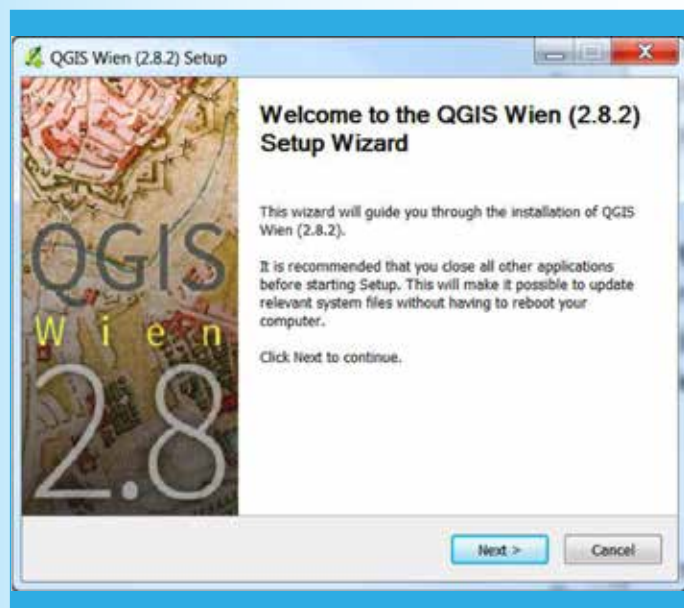 QGIS Wien (2.8.2) Setup
QGIS
Wien
2.8
Welcome to the QGIS Wien (2.8.2)
Setup Wizard
This wizard will guide you through the installation of QGIS
Wien (2.8.2).
It is recommended that you close all other applications
before starting Setup. This will make it possible to update
relevant system files without having to reboot your
computer.
Click Next to continue.
Next >
Cancel